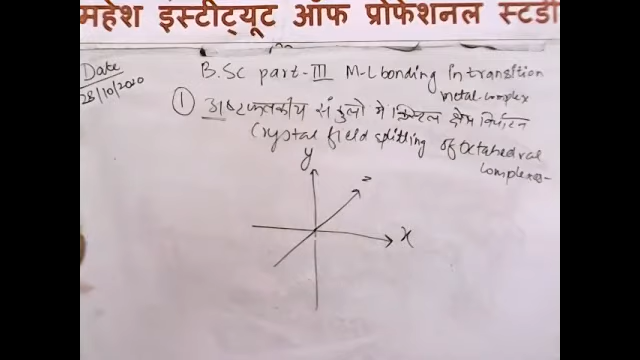 महेश इंस्टीट्यूट ऑफ प्रोफेशनल स्टडी
Date
28/10/2020
B.Sc part-III M-L bonding in transition
metal-complex
① अष्टफलकीय संकुलो में क्रिस्टल क्षेत्र विपाटन
Crystal field splitting of octahedral
complexes-
y
z
x